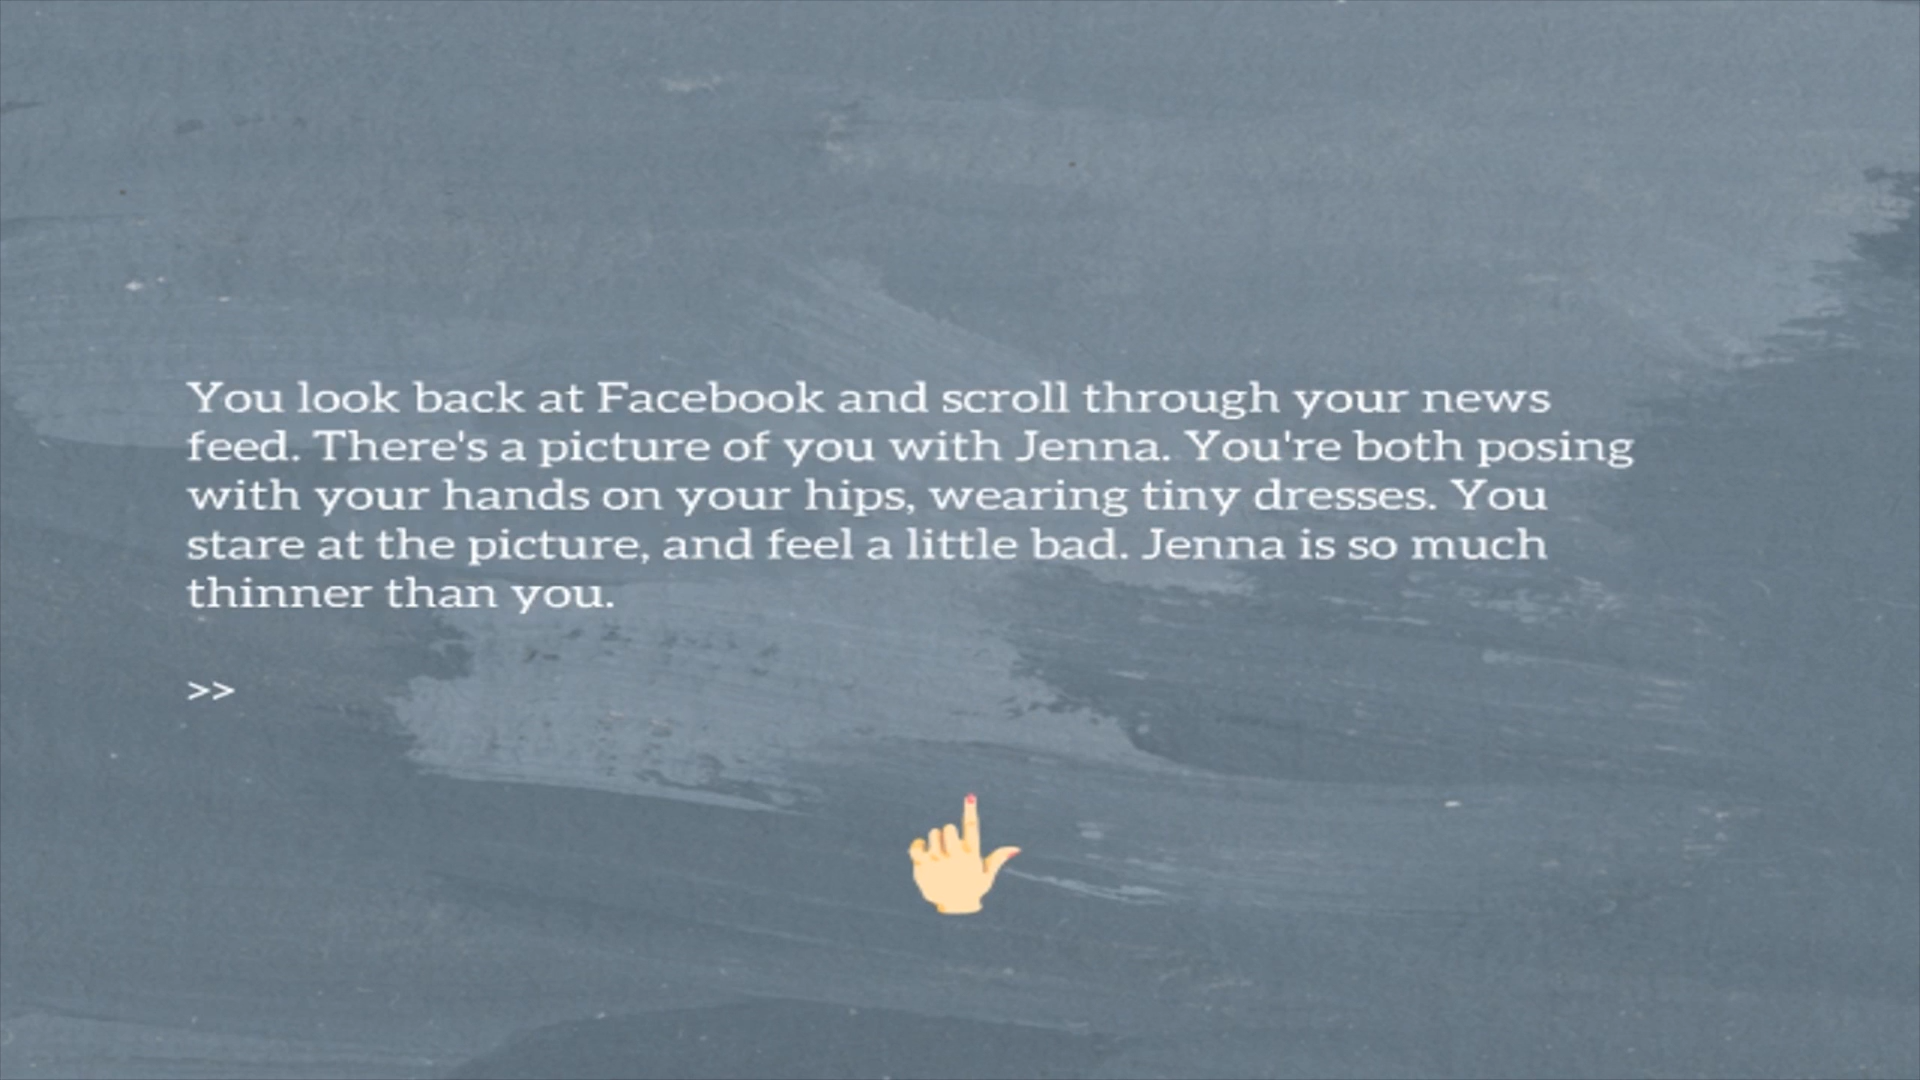 You look back at Facebook and scroll through your news
feed. There's a picture of you with Jenna. You're both posing
with your hands on your hips, wearing tiny dresses. You
stare at the picture, and feel a little bad. Jenna is so much
thinner than you.
>>